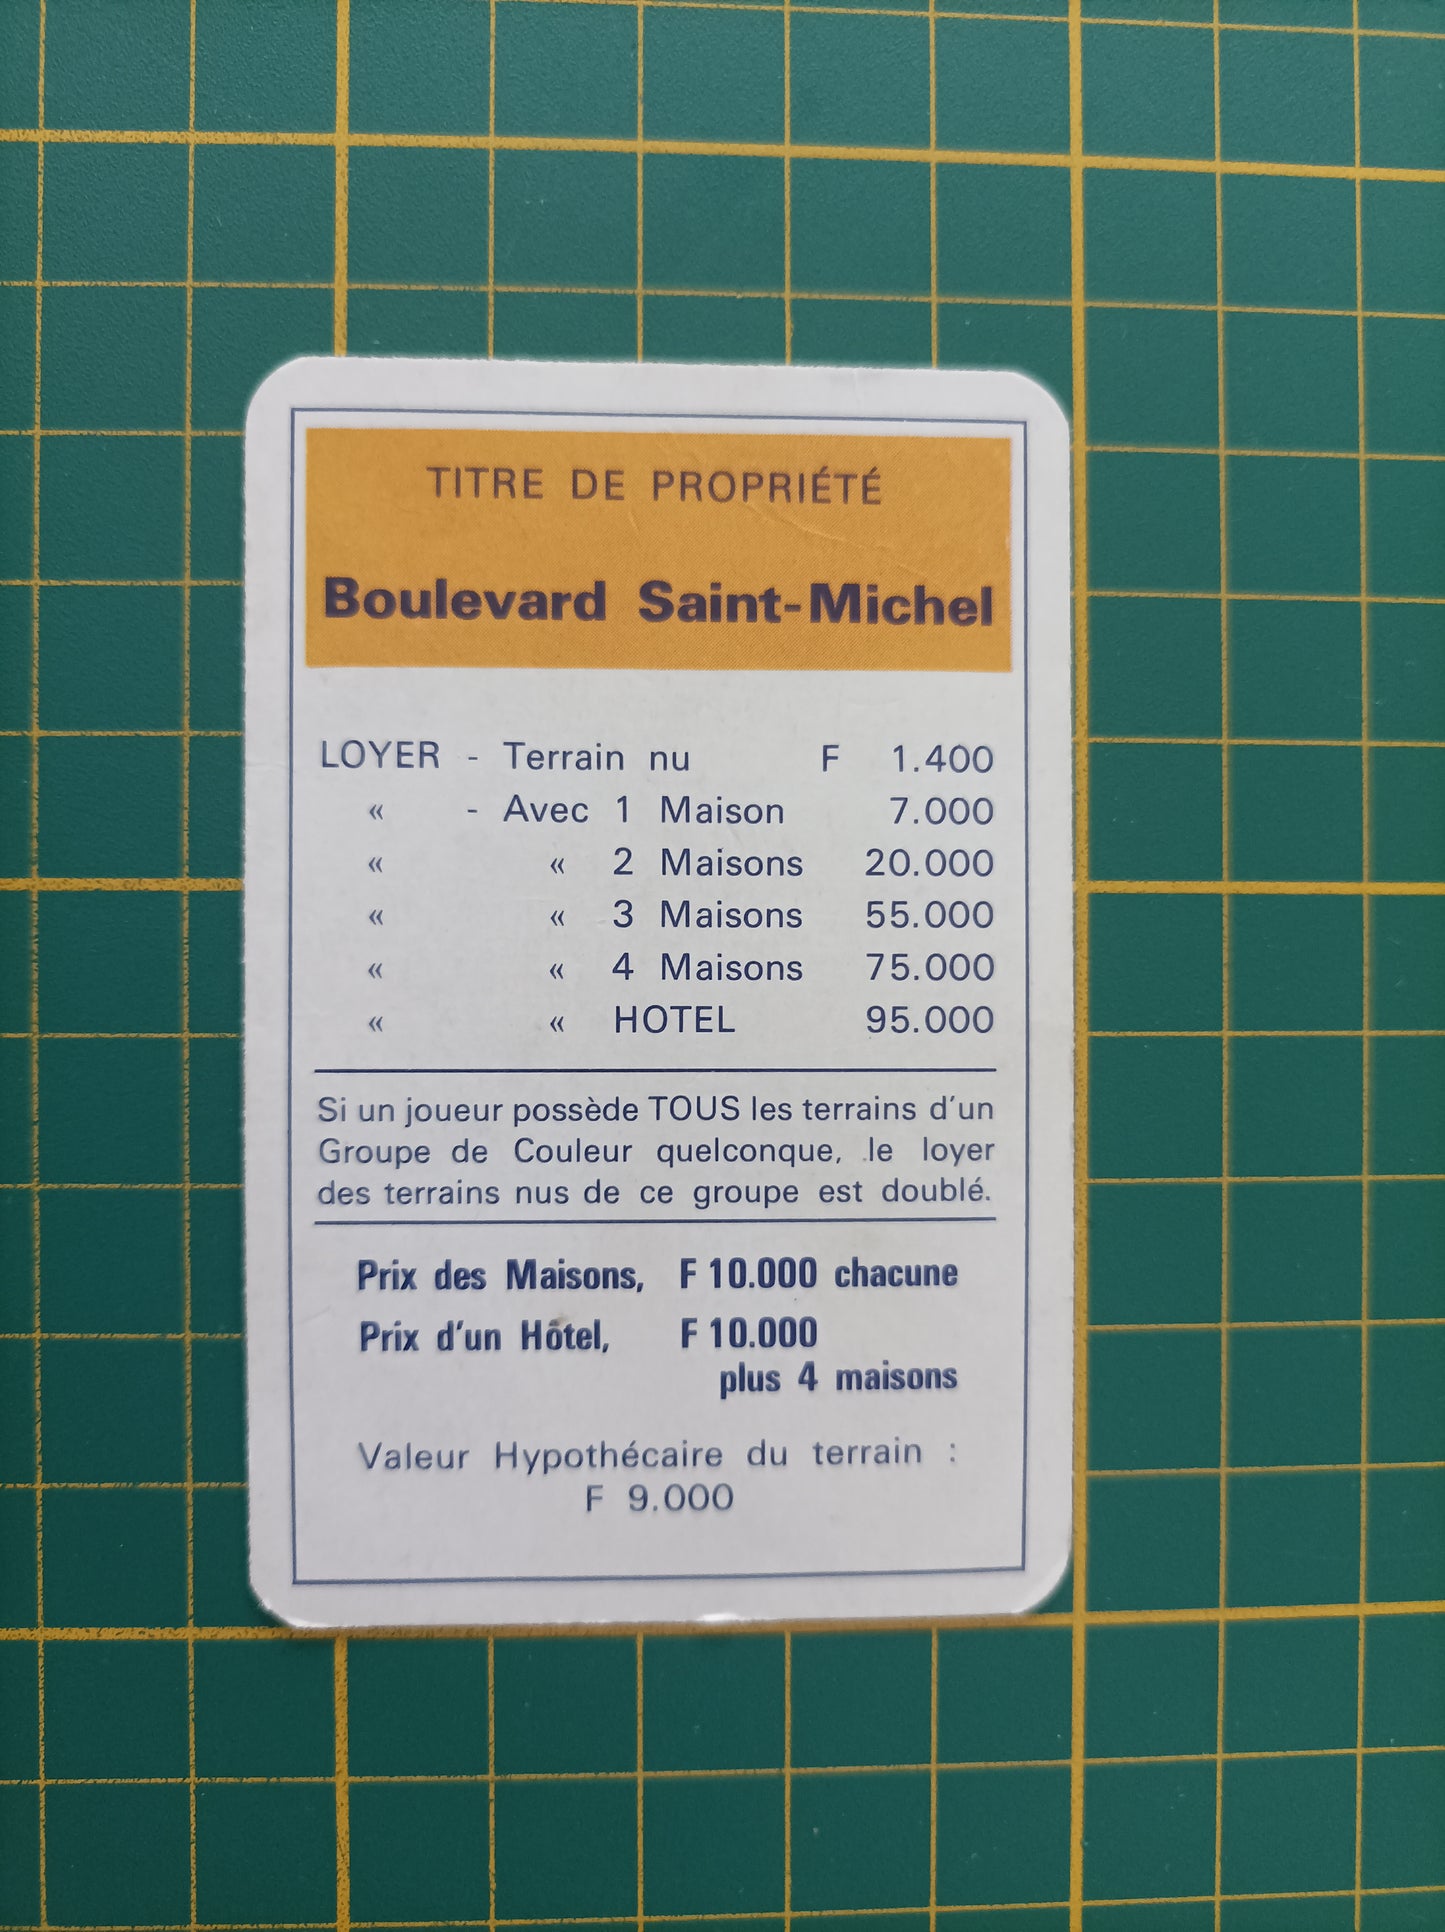 TITRE DE PROPRIÉTÉ
Boulevard Saint-Michel
LOYER - Terrain nu F 1.400
« - Avec 1 Maison 7.000
« « 2 Maisons 20.000
« « 3 Maisons 55.000
« « 4 Maisons 75.000
« « HOTEL 95.000
Si un joueur possède TOUS les terrains d'un
Groupe de Couleur quelconque, le loyer
des terrains nus de ce groupe est doublé.
Prix des Maisons, F 10.000 chacune
Prix d'un Hôtel, F 10.000
plus 4 maisons
Valeur Hypothécaire du terrain :
F 9.000